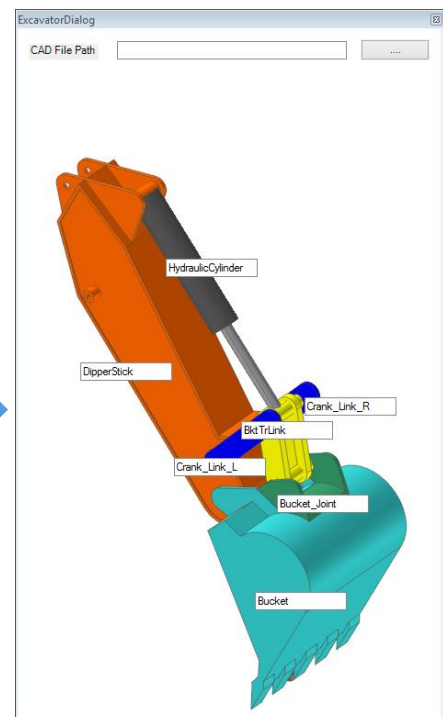 ExcavatorDialog
CAD File Path
....
HydraulicCylinder
DipperStick
Crank_Link_R
BktTrLink
Crank_Link_L
Bucket_Joint
Bucket